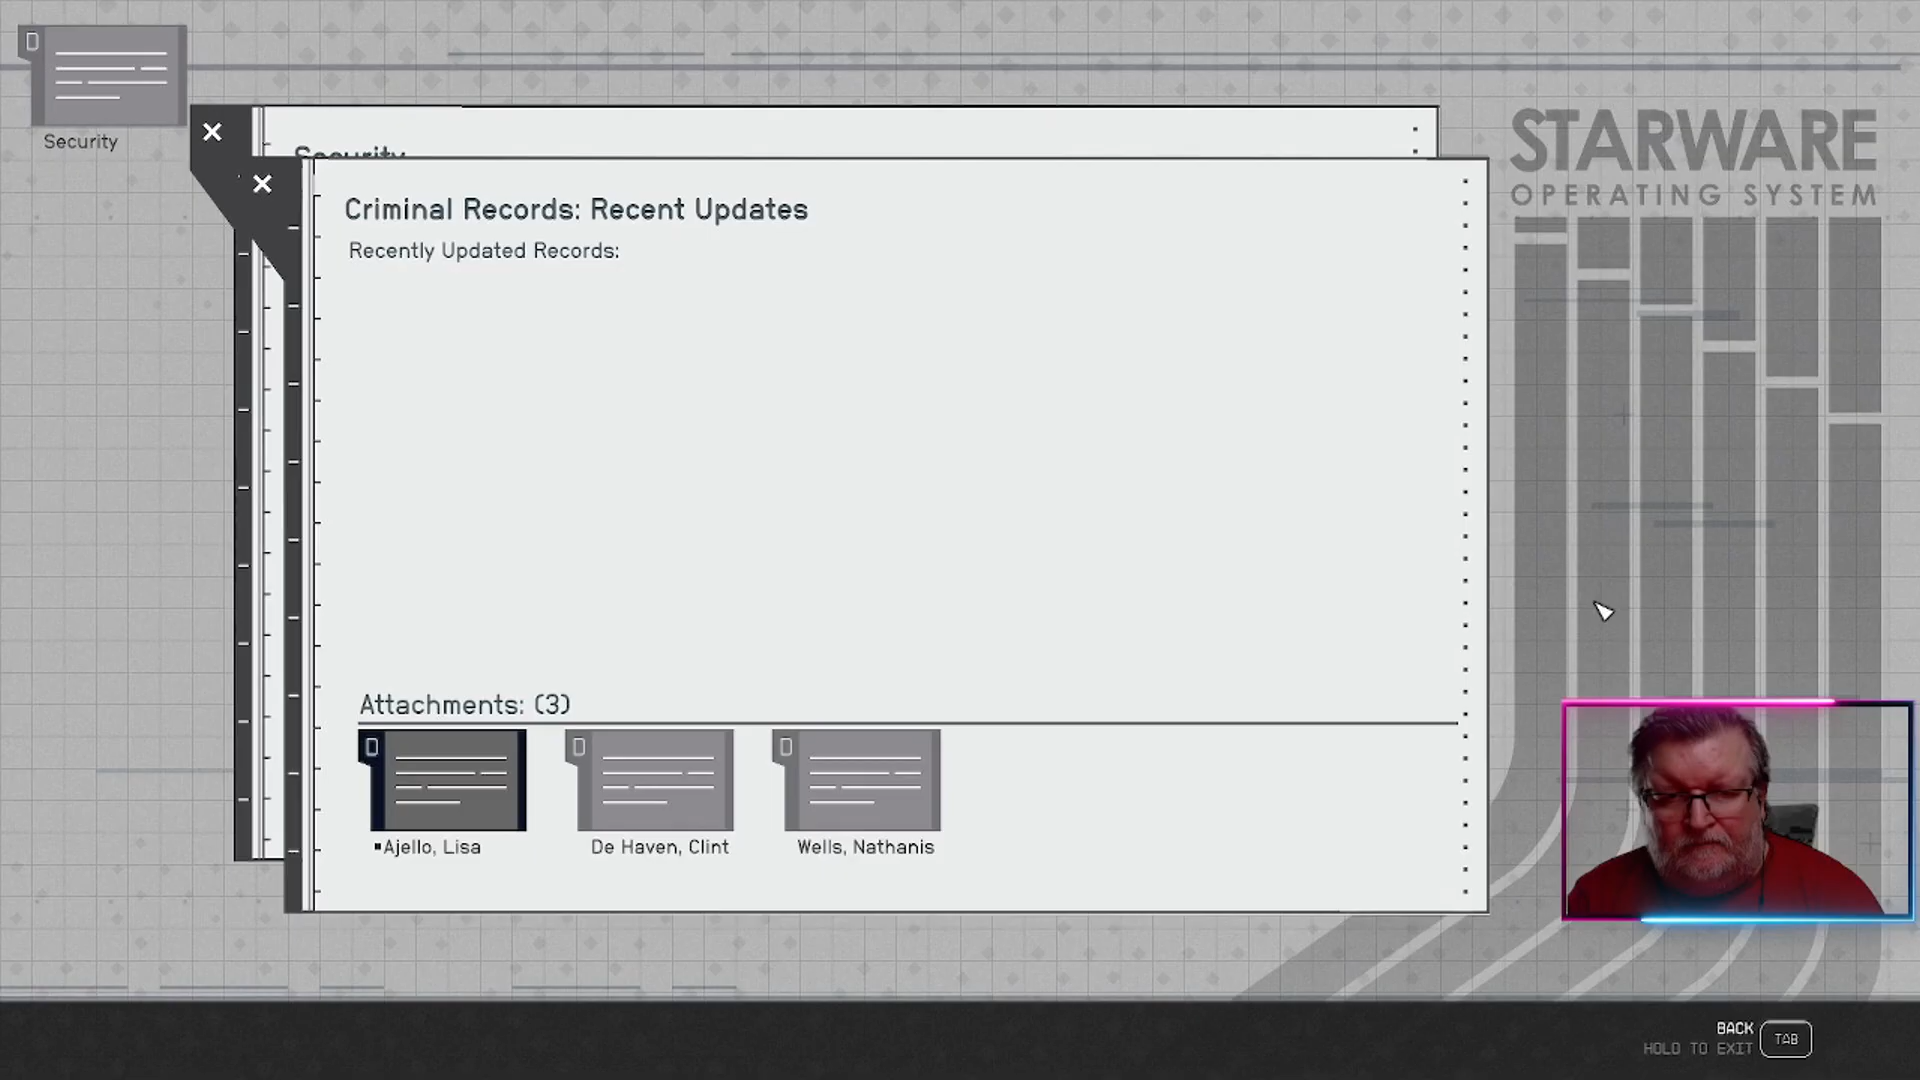 Security
Security
STARWARE
OPERATING SYSTEM
Criminal Records: Recent Updates
Recently Updated Records:
Attachments: (3)
Ajello, Lisa
De Haven, Clint
Wells, Nathanis
BACK
HOLD TO EXIT
TAB